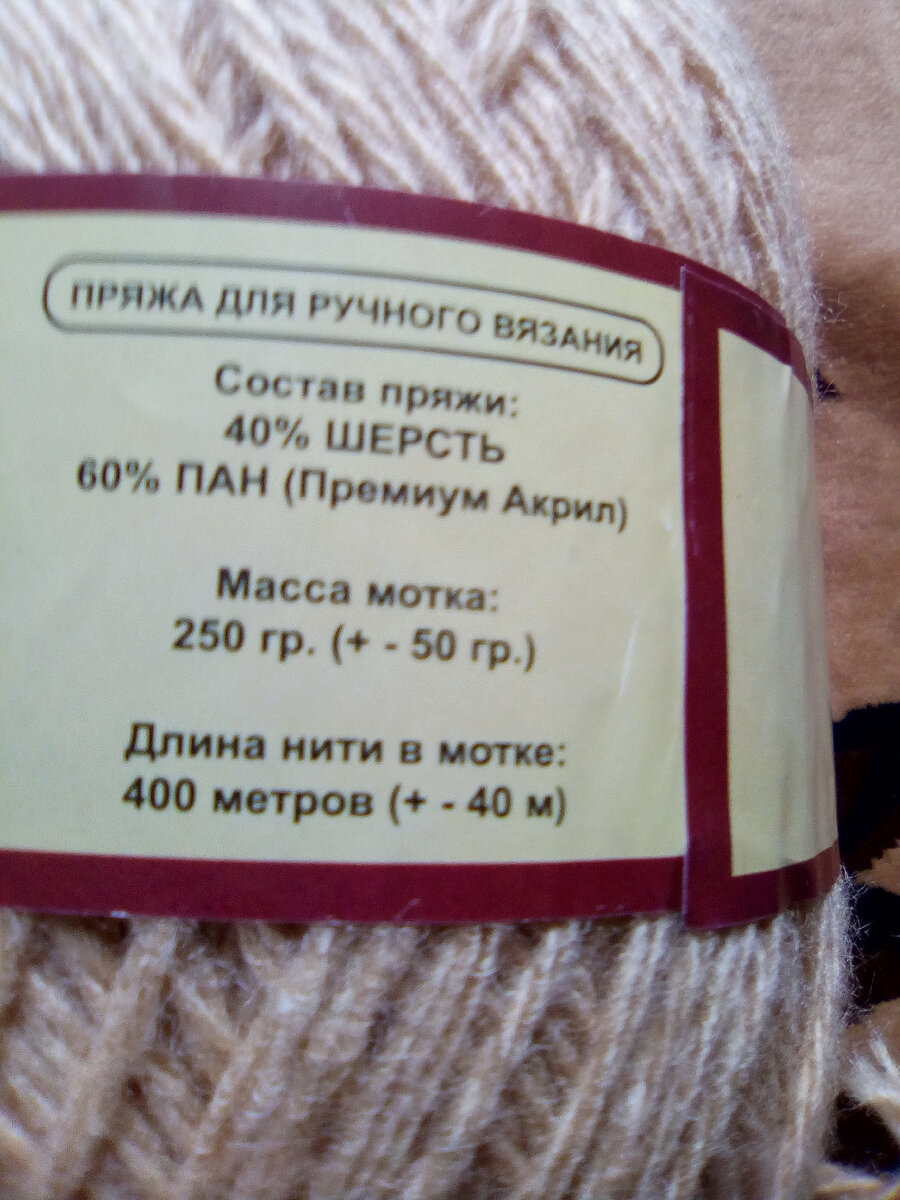 ПРЯЖА ДЛЯ РУЧНОГО ВЯЗАНИЯ
Состав пряжи:
40% ШЕРСТЬ
60% ПАН (Премиум Акрил)
Масса мотка:
250 гр. (+ - 50 гр.)
Длина нити в мотке:
400 метров (+ - 40 м)